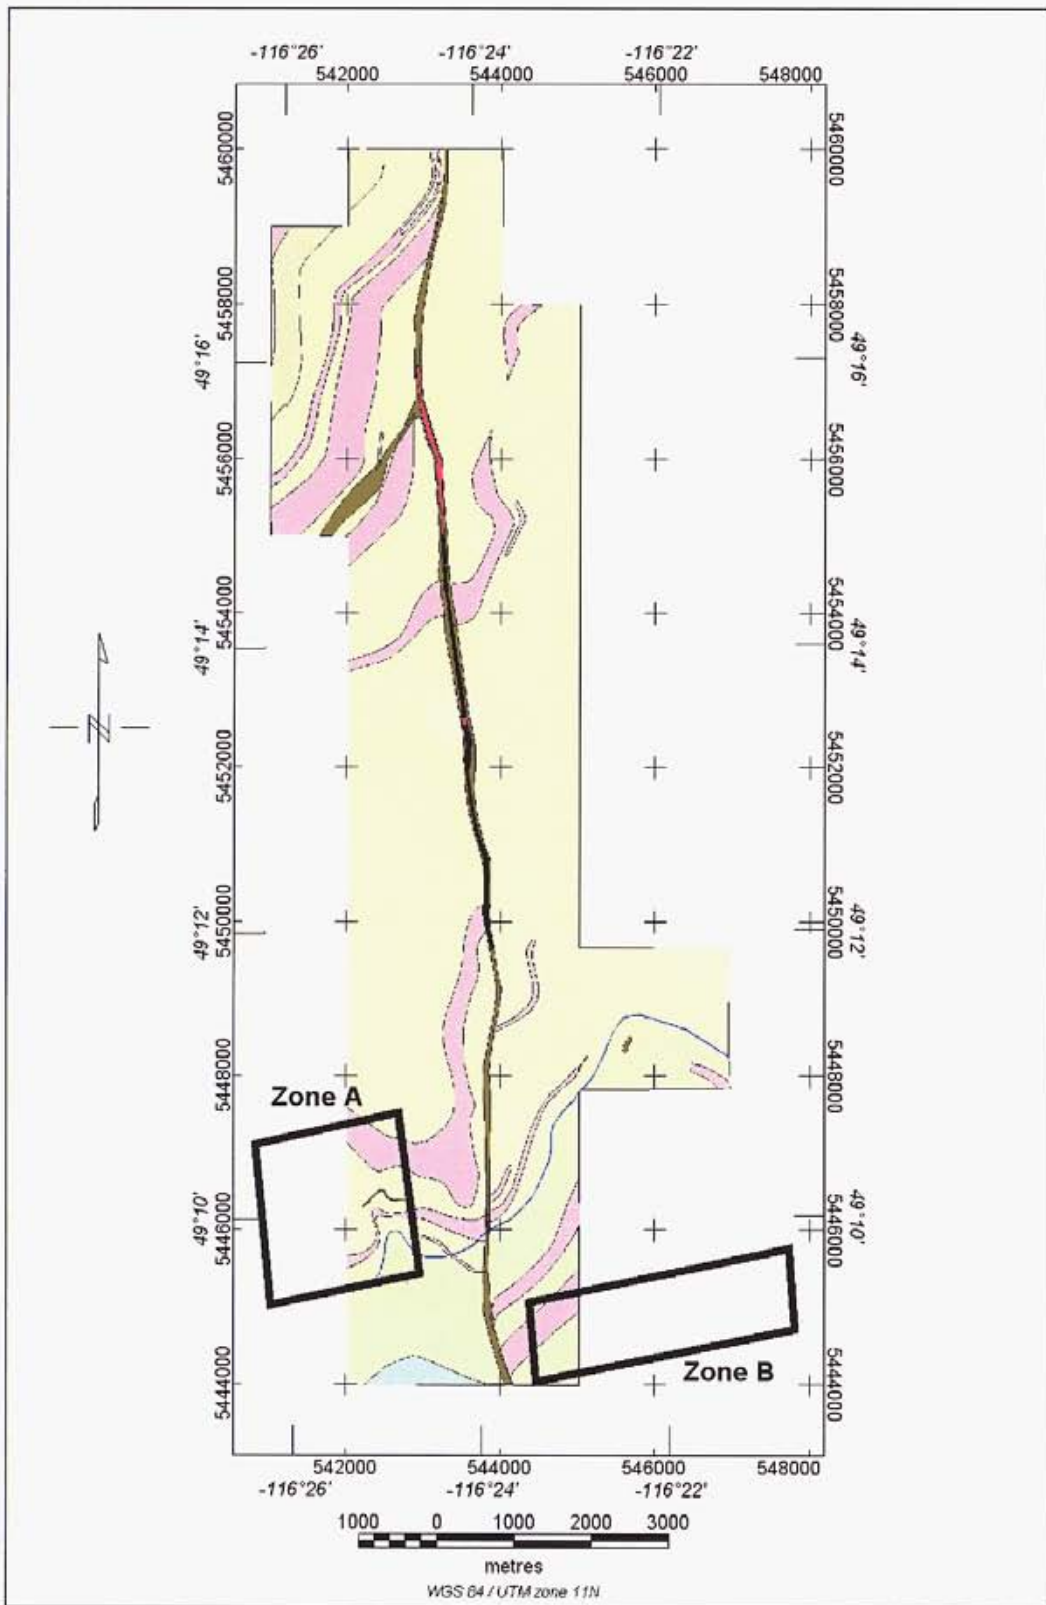 -116°26' -116°24' -116°22'
542000 544000 546000 548000
5460000 5460000
5458000 5458000
49°16' 49°16'
5456000 5456000
5454000 5454000
49°14' 49°14'
N
5452000 5452000
5450000 5450000
49°12' 49°12'
5448000 5448000
Zone A
5446000 5446000
49°10' 49°10'
Zone B
5444000 5444000
542000 544000 546000 548000
-116°26' -116°24' -116°22'
1000 0 1000 2000 3000
metres
WGS 84 / UTM zone 11N